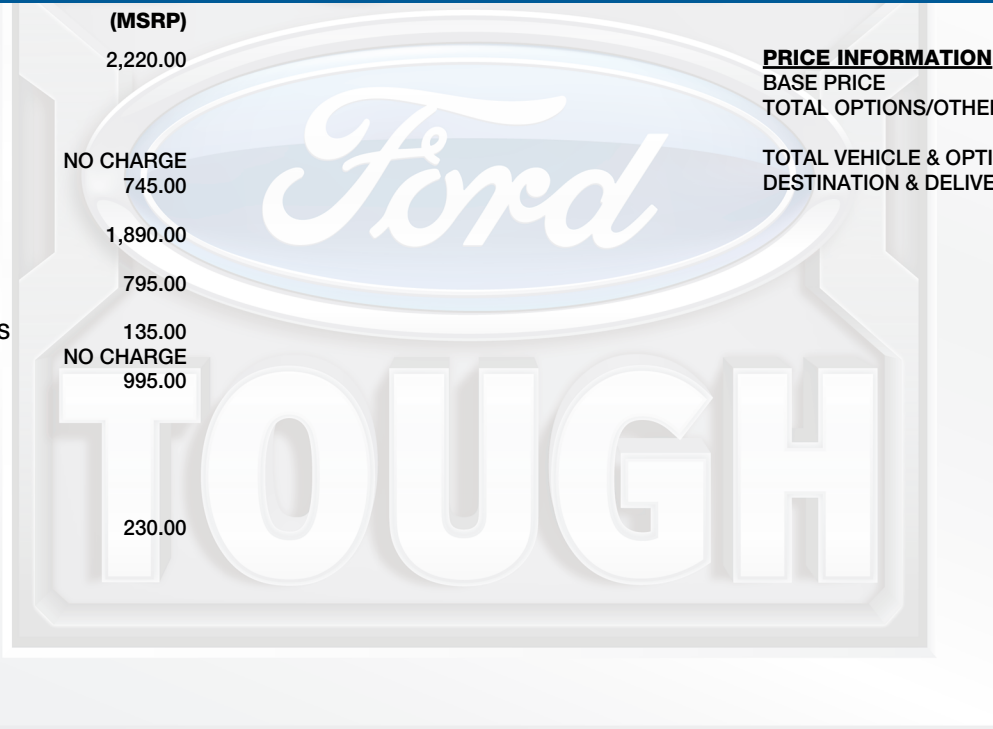 (MSRP)
2,220.00
NO CHARGE
745.00
1,890.00
795.00
S 135.00
NO CHARGE
995.00
230.00
PRICE INFORMATION
BASE PRICE
TOTAL OPTIONS/OTHER
TOTAL VEHICLE & OPTI
DESTINATION & DELIVE
Ford
TOUGH